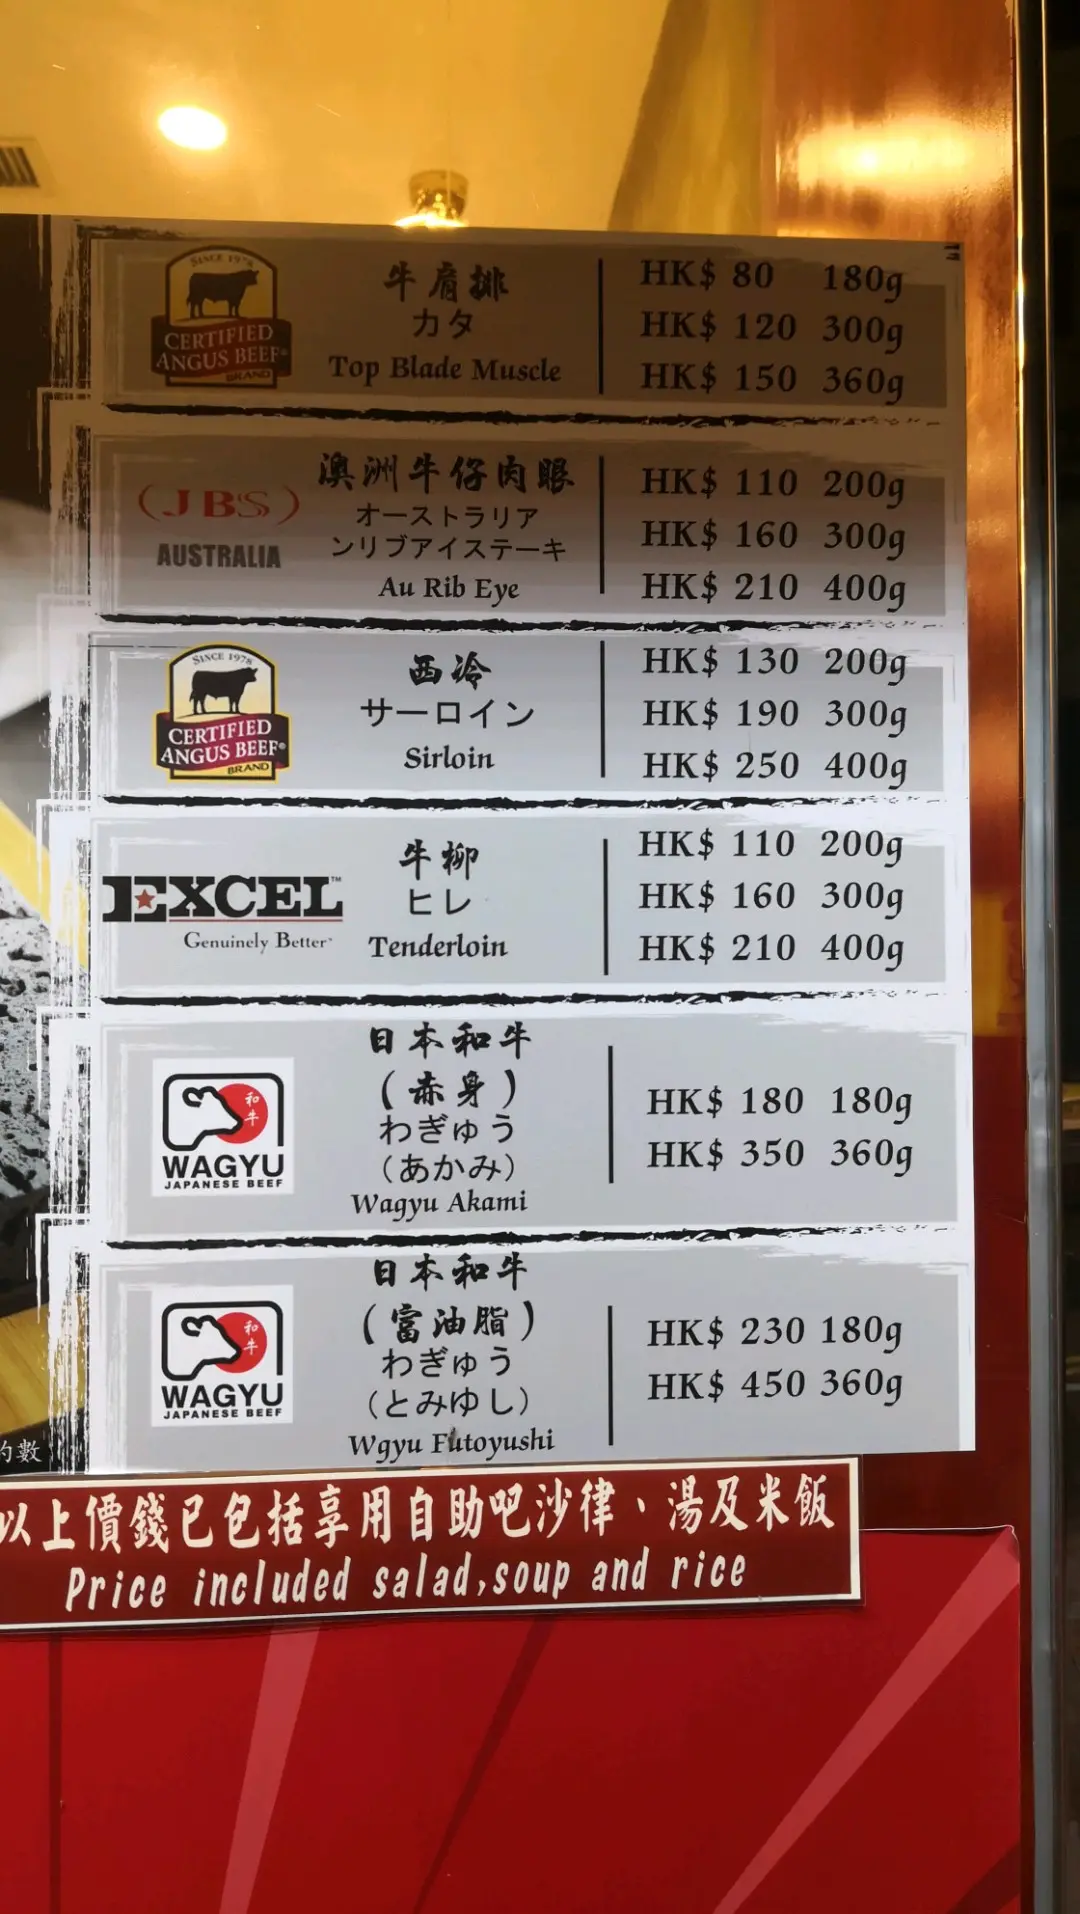 SINCE 1978
CERTIFIED
ANGUS BEEF®
BRAND
牛肩排
カタ
Top Blade Muscle
HK$ 80 180g
HK$ 120 300g
HK$ 150 360g
(JBS)
AUSTRALIA
澳洲牛仔肉眼
オーストラリア
ンリブアイステーキ
Au Rib Eye
HK$ 110 200g
HK$ 160 300g
HK$ 210 400g
SINCE 1978
CERTIFIED
ANGUS BEEF®
BRAND
西冷
サーロイン
Sirloin
HK$ 130 200g
HK$ 190 300g
HK$ 250 400g
EXCEL™
Genuinely Better
牛柳
ヒレ
Tenderloin
HK$ 110 200g
HK$ 160 300g
HK$ 210 400g
和牛
WAGYU
JAPANESE BEEF
日本和牛
(赤身)
わぎゅう
(あかみ)
Wagyu Akami
HK$ 180 180g
HK$ 350 360g
和牛
WAGYU
JAPANESE BEEF
日本和牛
(富油脂)
わぎゅう
(とみゆし)
Wgyu Futoyushi
HK$ 230 180g
HK$ 450 360g
數
以上價錢已包括享用自助吧沙律、湯及米飯
Price included salad,soup and rice